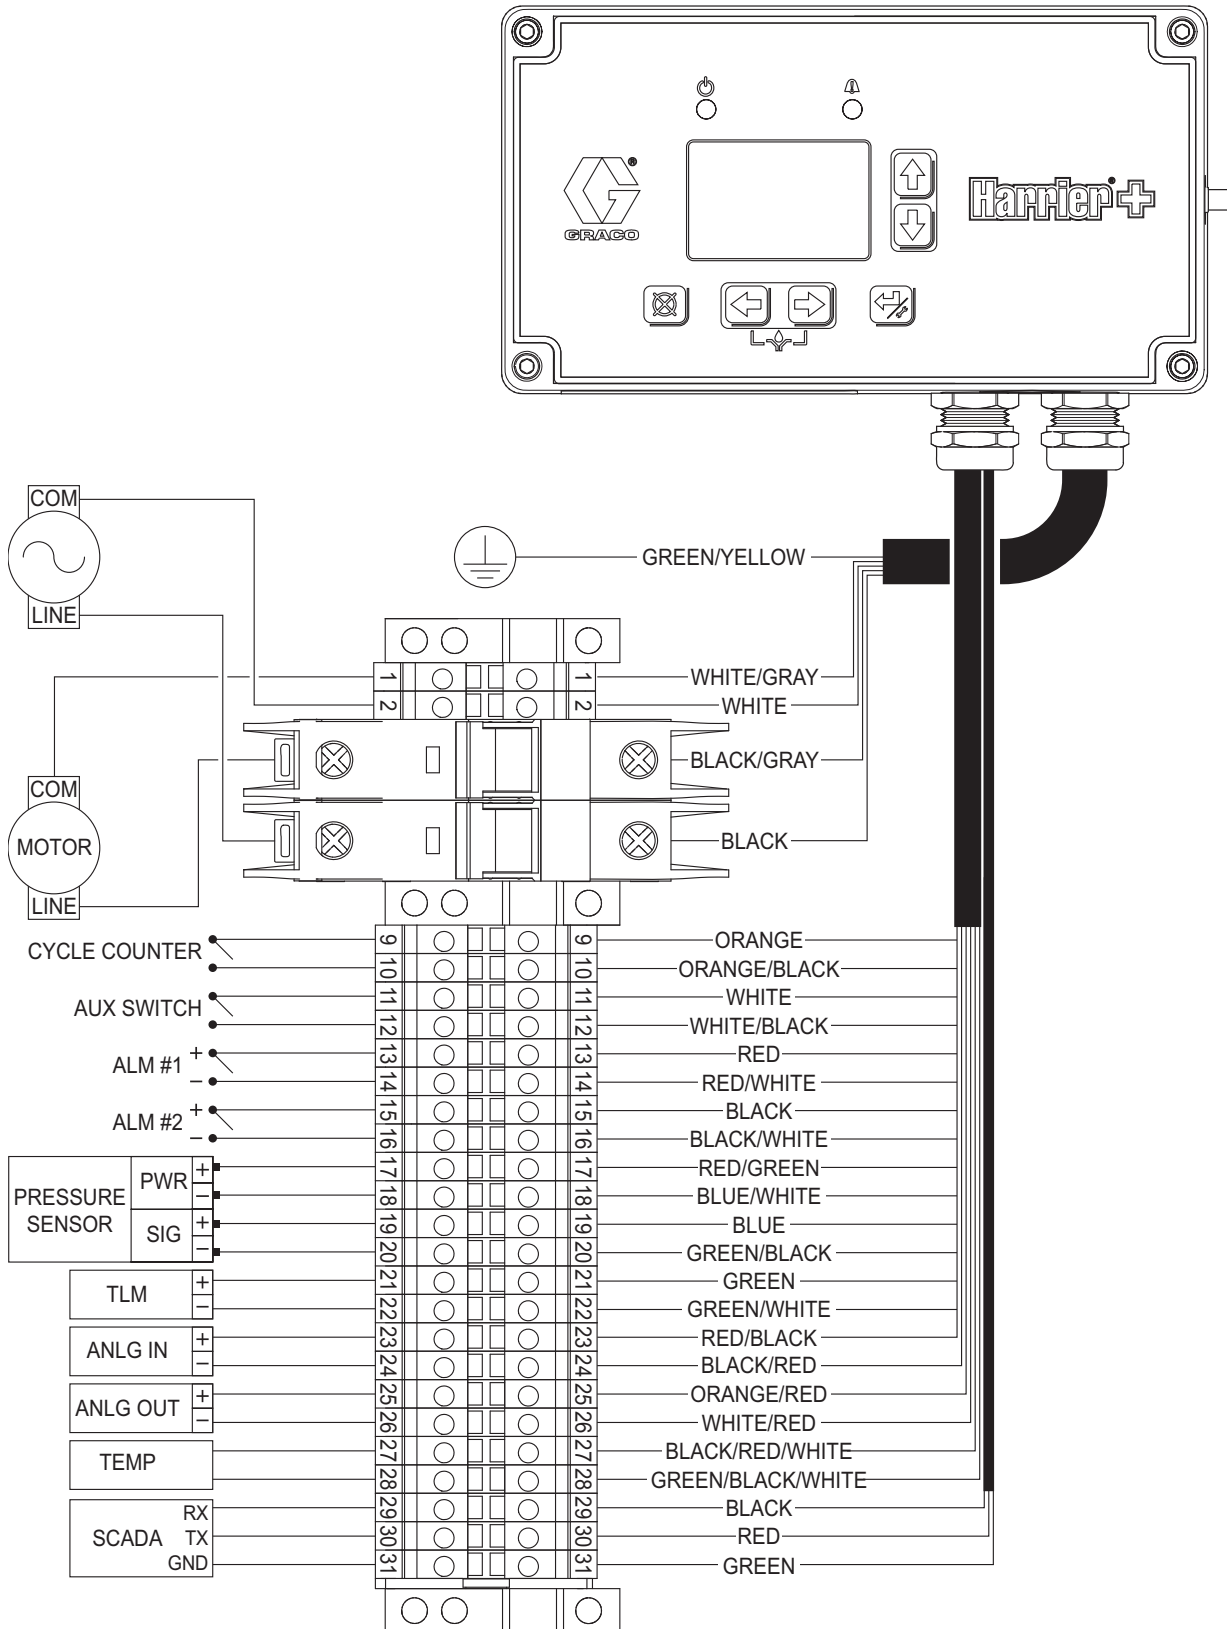 GRACO
®
Harrier®+
COM
LINE
GREEN/YELLOW
1 1 WHITE/GRAY
2 2 WHITE
BLACK/GRAY
BLACK
COM
MOTOR
LINE
CYCLE COUNTER
9 9 ORANGE
10 10 ORANGE/BLACK
AUX SWITCH
11 11 WHITE
12 12 WHITE/BLACK
ALM #1
+ 13 13 RED
− 14 14 RED/WHITE
ALM #2
+ 15 15 BLACK
− 16 16 BLACK/WHITE
PRESSURE
SENSOR
PWR
+ 17 17 RED/GREEN
− 18 18 BLUE/WHITE
SIG
+ 19 19 BLUE
− 20 20 GREEN/BLACK
TLM
+ 21 21 GREEN
− 22 22 GREEN/WHITE
ANLG IN
+ 23 23 RED/BLACK
− 24 24 BLACK/RED
ANLG OUT
+ 25 25 ORANGE/RED
− 26 26 WHITE/RED
TEMP
27 27 BLACK/RED/WHITE
28 28 GREEN/BLACK/WHITE
SCADA
RX 29 29 BLACK
TX 30 30 RED
GND 31 31 GREEN